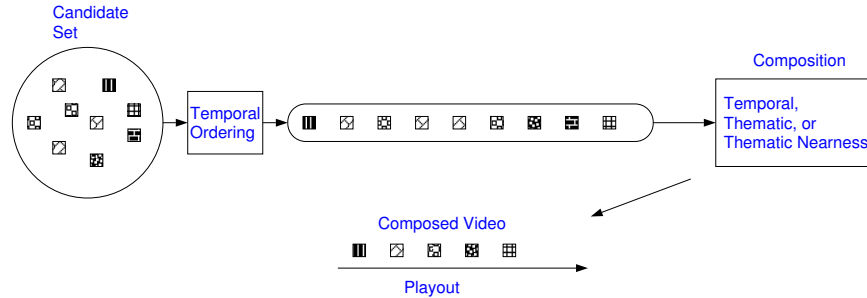 Candidate
Set
Temporal
Ordering
Composition
Temporal,
Thematic, or
Thematic Nearness
Composed Video
Playout